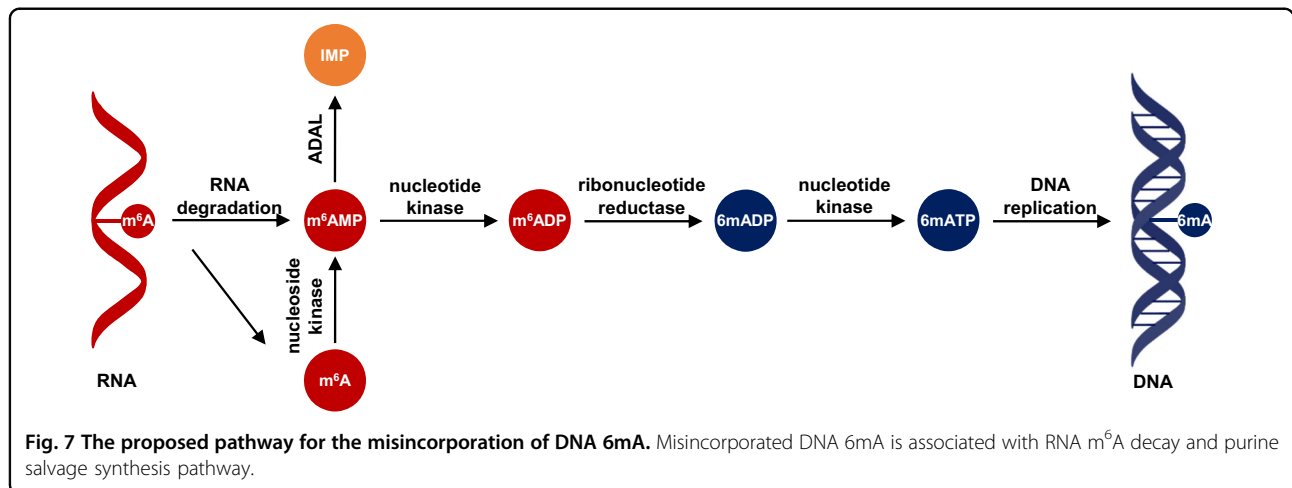 IMP
ADAL
RNA
degradation
nucleotide
kinase
ribonucleotide
reductase
nucleotide
kinase
DNA
replication
m⁶A
m⁶AMP
m⁶ADP
6mADP
6mATP
6mA
nucleoside
kinase
m⁶A
RNA
DNA
Fig. 7 The proposed pathway for the misincorporation of DNA 6mA. Misincorporated DNA 6mA is associated with RNA m⁶A decay and purine
salvage synthesis pathway.